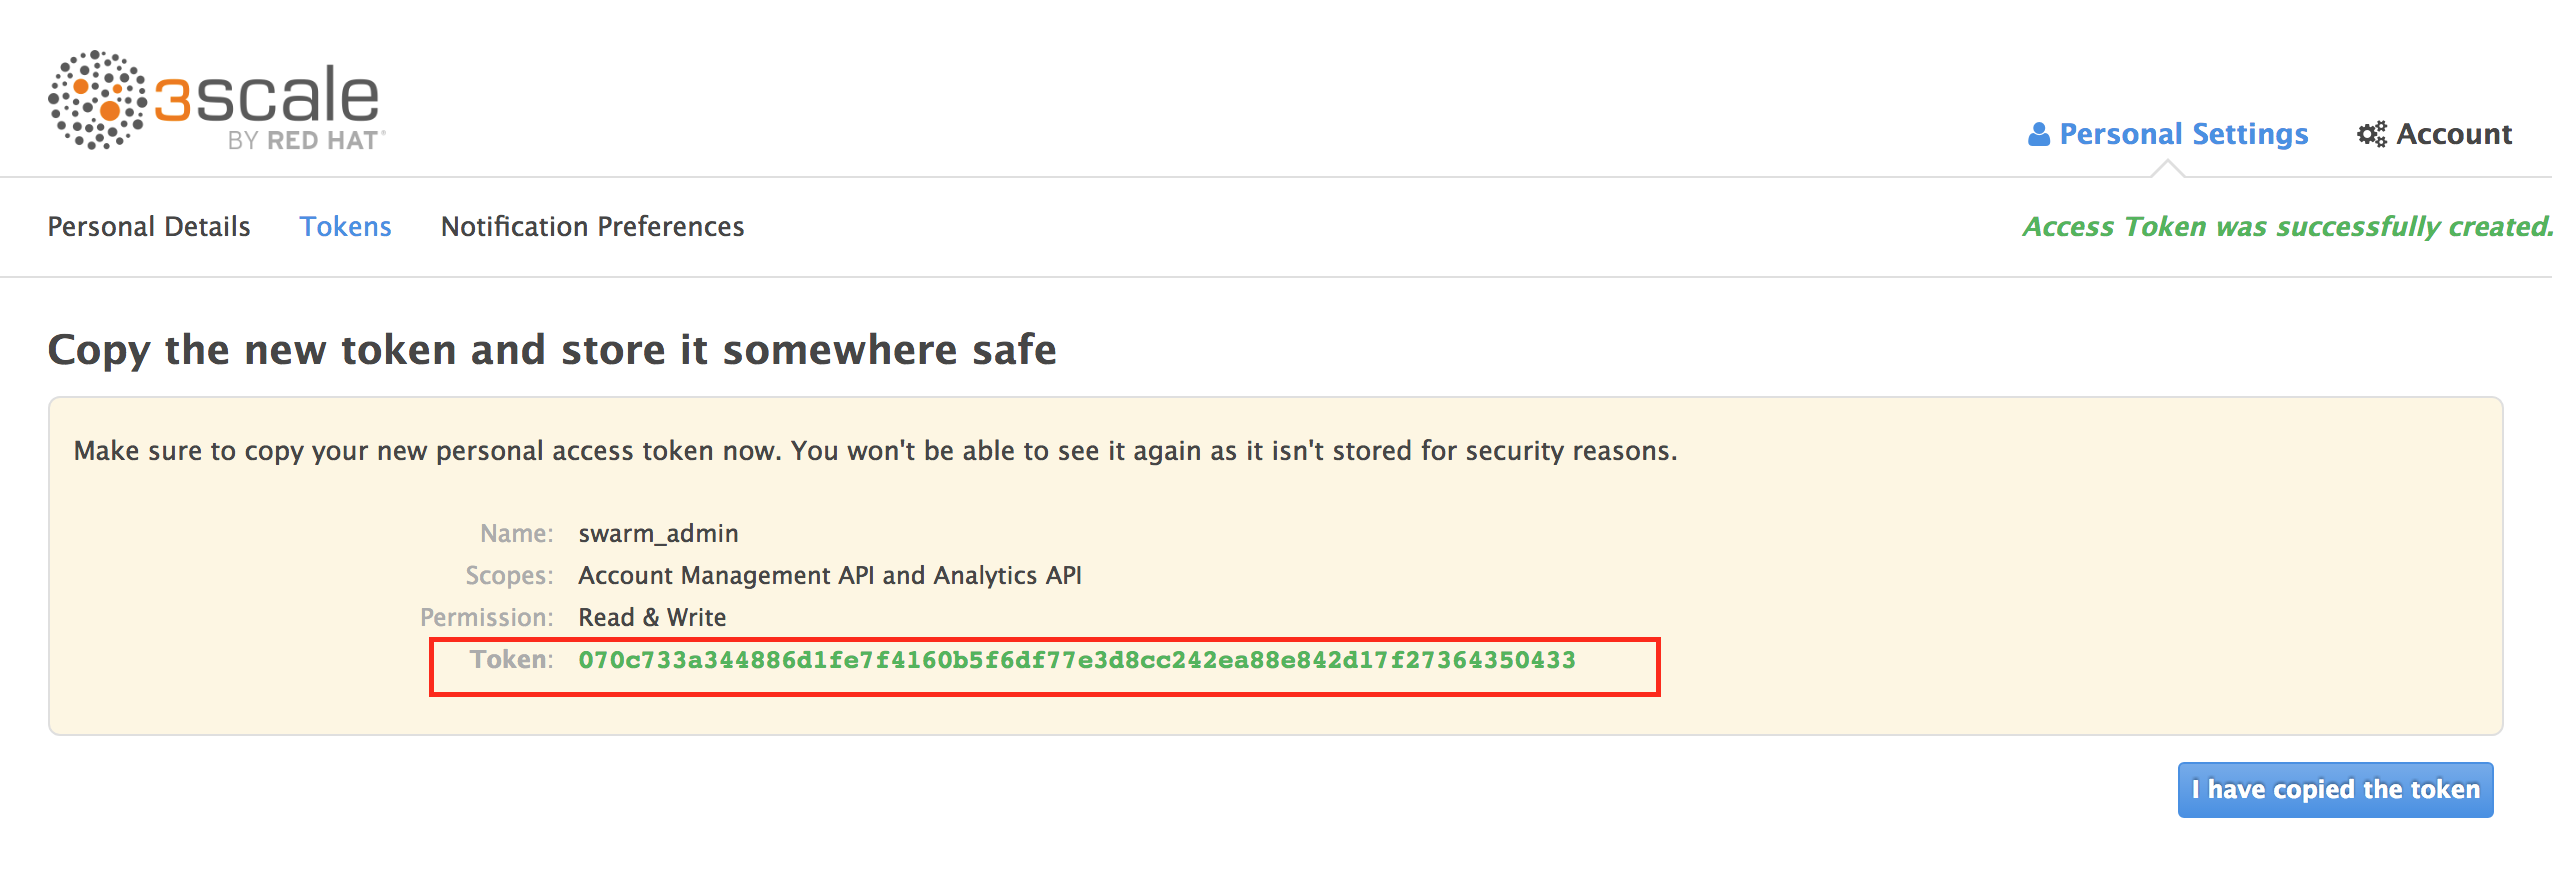 3scale
BY RED HAT®
Personal Settings
Account
Personal Details
Tokens
Notification Preferences
Access Token was successfully created.
Copy the new token and store it somewhere safe
Make sure to copy your new personal access token now. You won't be able to see it again as it isn't stored for security reasons.
Name: swarm_admin
Scopes: Account Management API and Analytics API
Permission: Read & Write
Token: 070c733a344886d1fe7f4160b5f6df77e3d8cc242ea88e842d17f27364350433
I have copied the token